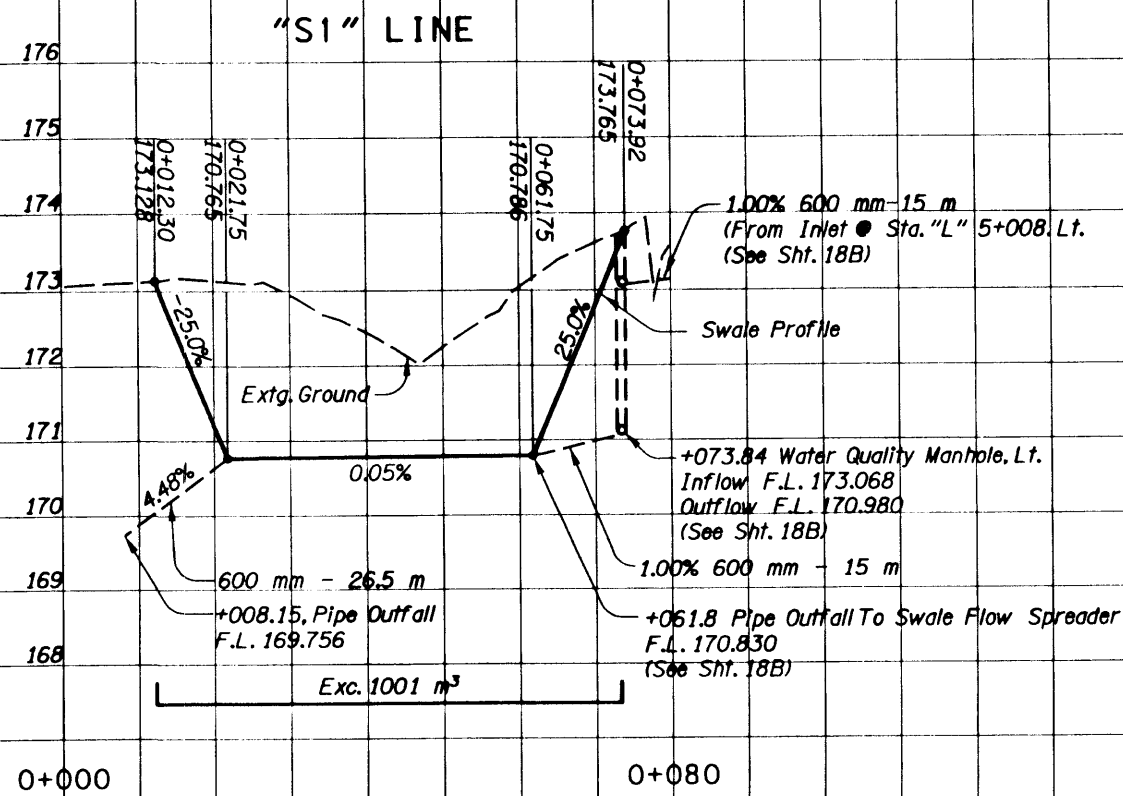 "S1" LINE
176
175
174
173
172
171
170
169
168
173.128
0+012.30
170.765
0+021.75
170.786
0+061.75
173.765
0+073.92
1.00% 600 mm-15 m
(From Inlet @ Sta. "L" 5+008. Lt.
(See Sht. 18B)
-25.0%
25.0%
Swale Profile
Extg. Ground
0.05%
4.48%
+073.84 Water Quality Manhole, Lt.
Inflow F.L. 173.068
Outflow F.L. 170.980
(See Sht. 18B)
1.00% 600 mm - 15 m
600 mm - 26.5 m
+008.15, Pipe Outfall
F.L. 169.756
+061.8 Pipe Outfall To Swale Flow Spreader
F.L. 170.830
(See Sht. 18B)
Exc. 1001 m³
0+000
0+080